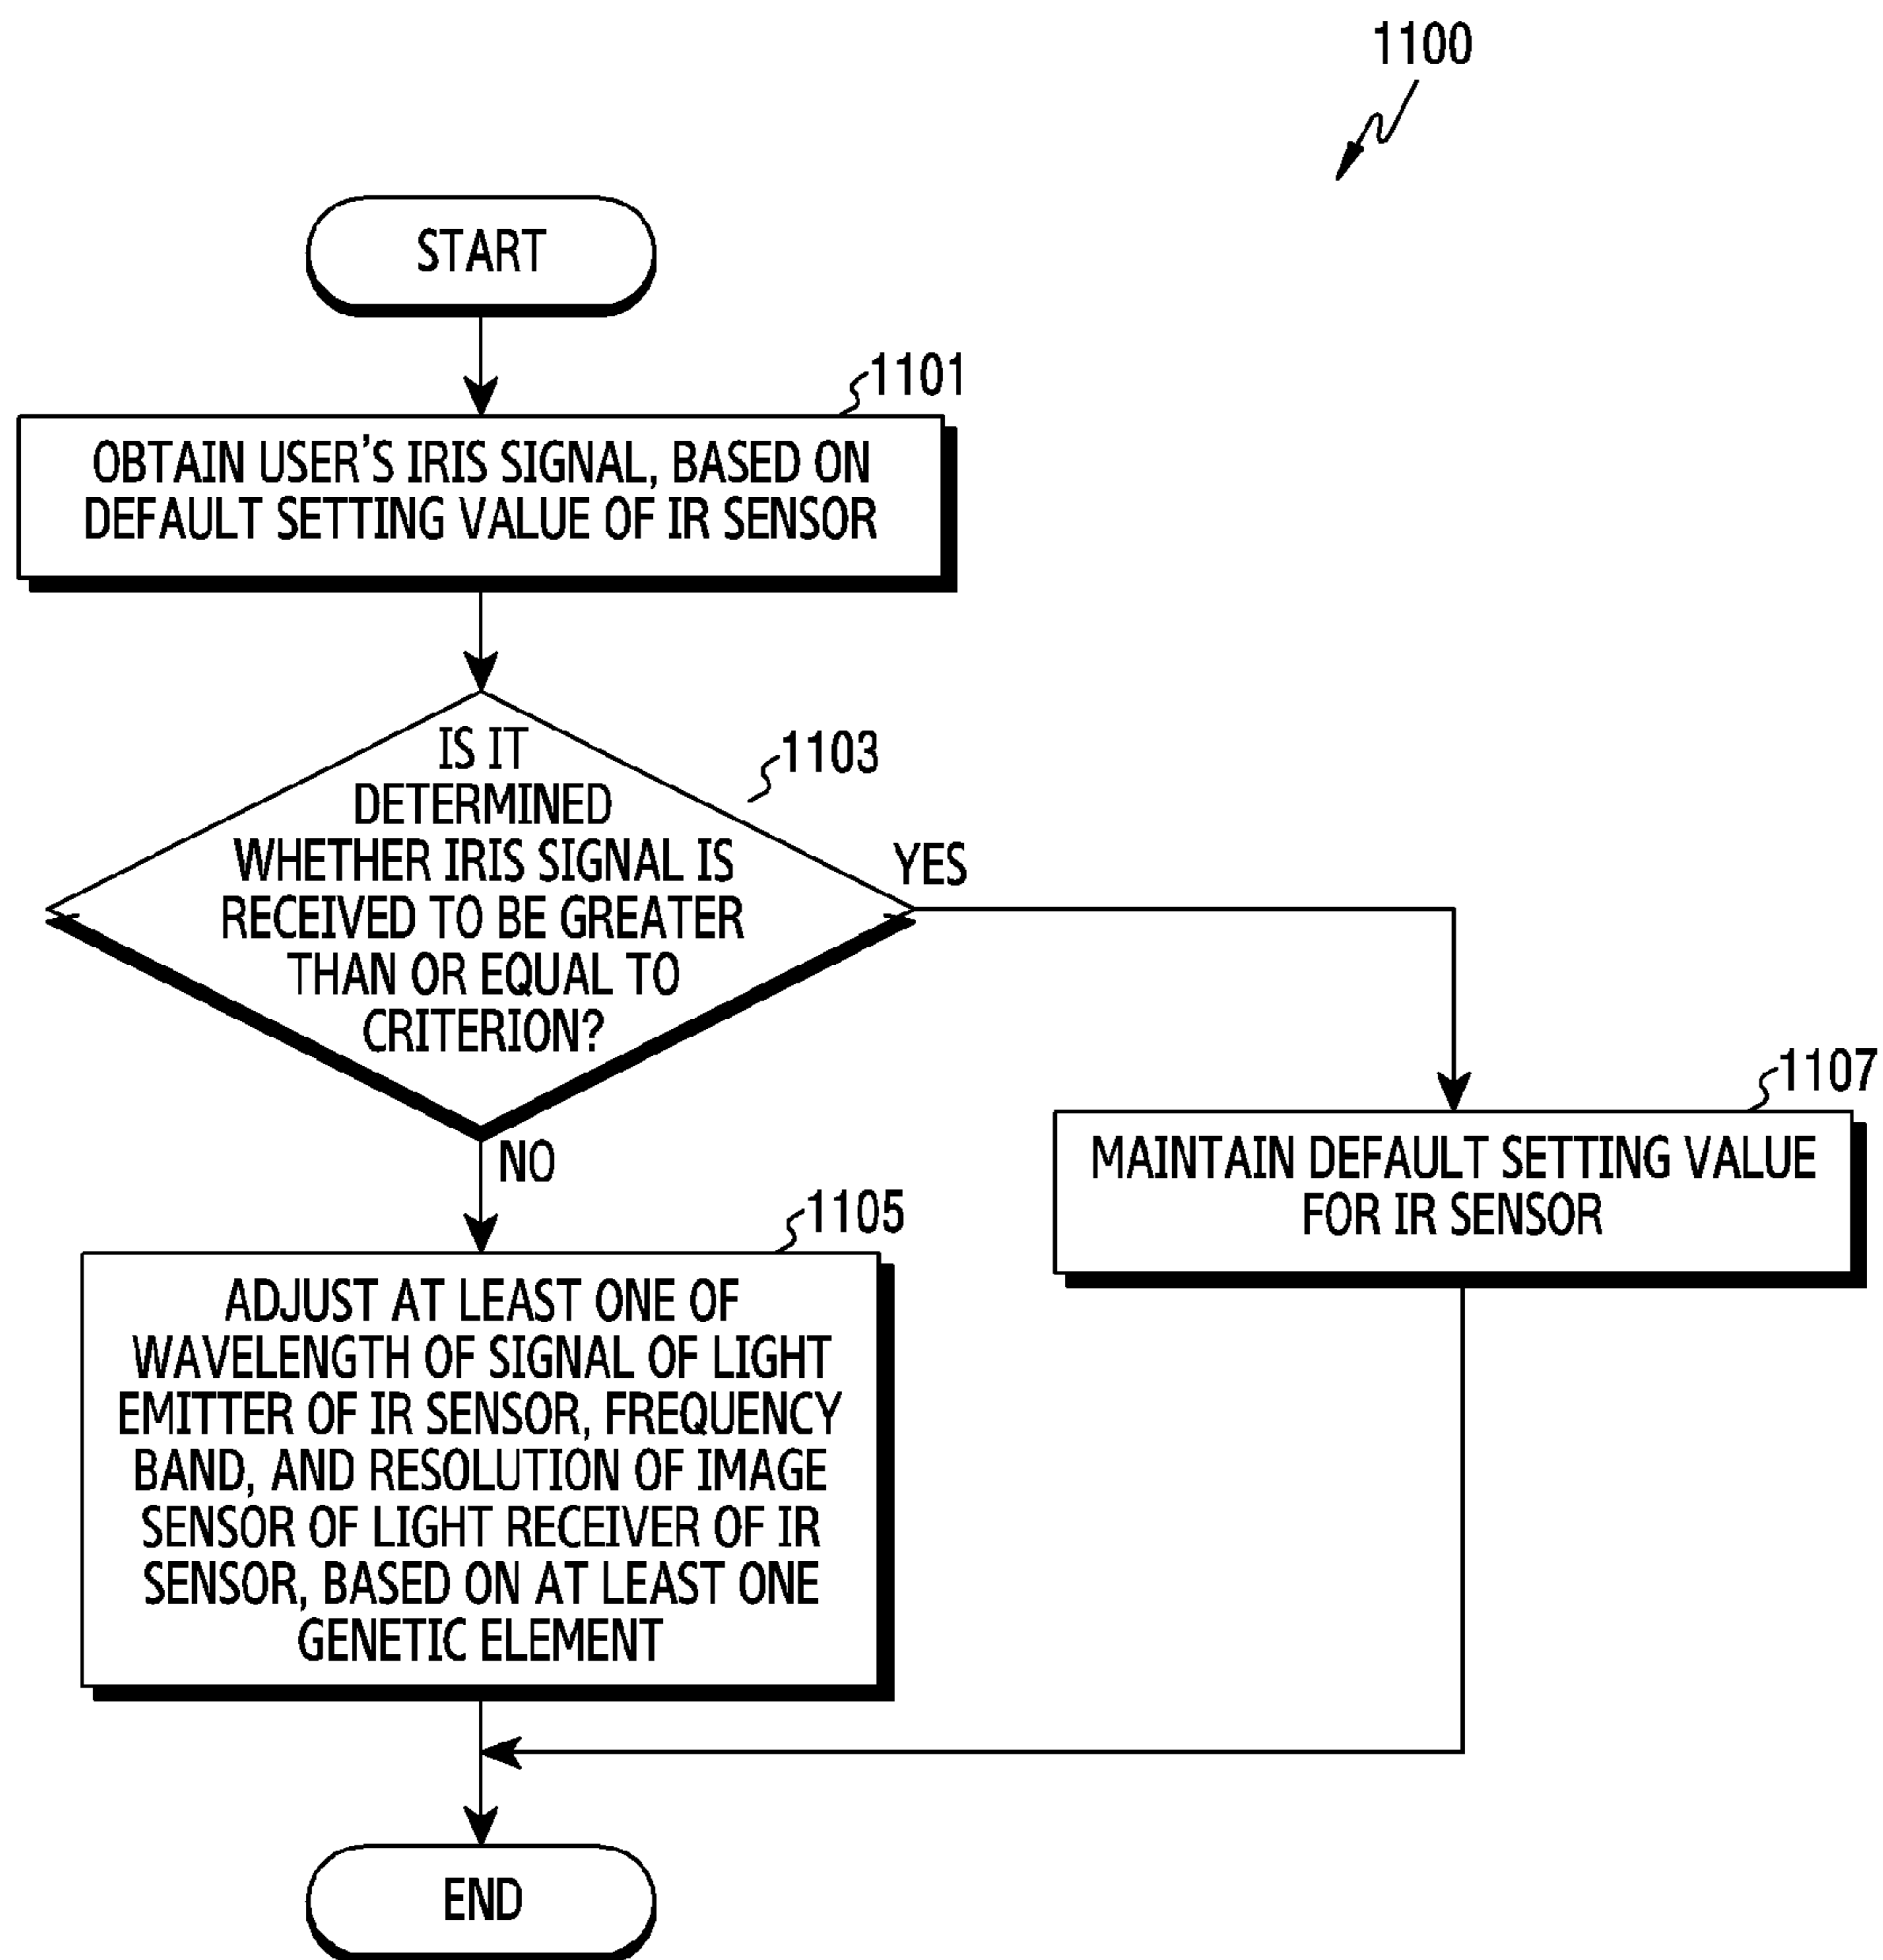 1100
START
1101
OBTAIN USER'S IRIS SIGNAL, BASED ON
DEFAULT SETTING VALUE OF IR SENSOR
IS IT
DETERMINED
WHETHER IRIS SIGNAL IS
RECEIVED TO BE GREATER
THAN OR EQUAL TO
CRITERION?
1103
YES
NO
1107
MAINTAIN DEFAULT SETTING VALUE
FOR IR SENSOR
1105
ADJUST AT LEAST ONE OF
WAVELENGTH OF SIGNAL OF LIGHT
EMITTER OF IR SENSOR, FREQUENCY
BAND, AND RESOLUTION OF IMAGE
SENSOR OF LIGHT RECEIVER OF IR
SENSOR, BASED ON AT LEAST ONE
GENETIC ELEMENT
END